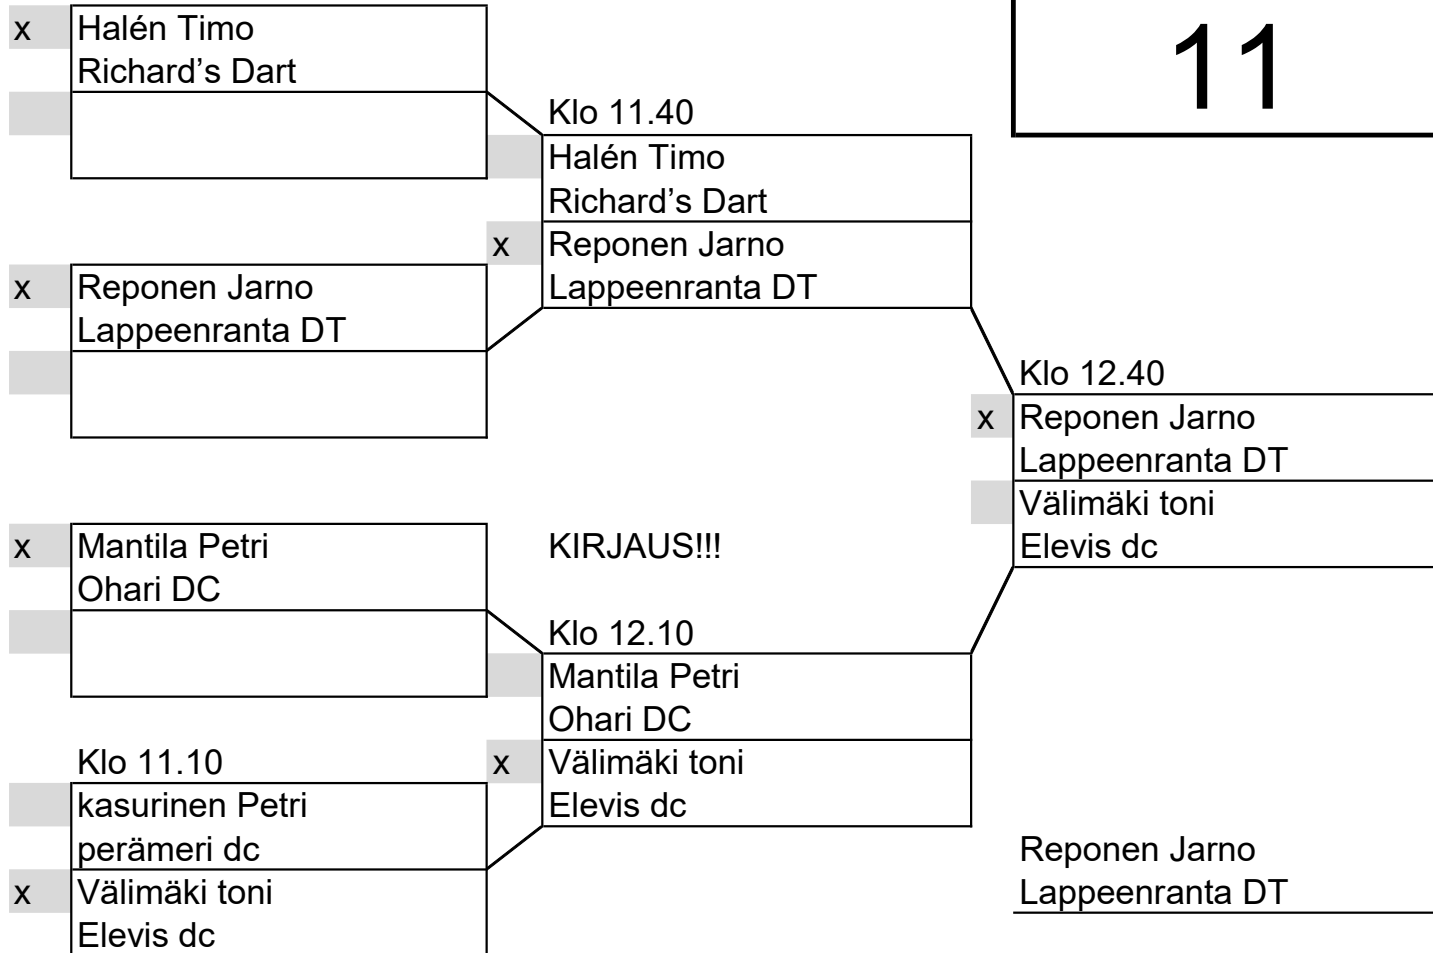 x
Halén Timo
Richard’s Dart
11
Klo 11.40
Halén Timo
Richard’s Dart
x
Reponen Jarno
Lappeenranta DT
x
Reponen Jarno
Lappeenranta DT
Klo 12.40
x
Reponen Jarno
Lappeenranta DT
Välimäki toni
Elevis dc
x
Mantila Petri
Ohari DC
KIRJAUS!!!
Klo 12.10
Mantila Petri
Ohari DC
x
Välimäki toni
Elevis dc
Klo 11.10
kasurinen Petri
perämeri dc
x
Välimäki toni
Elevis dc
Reponen Jarno
Lappeenranta DT